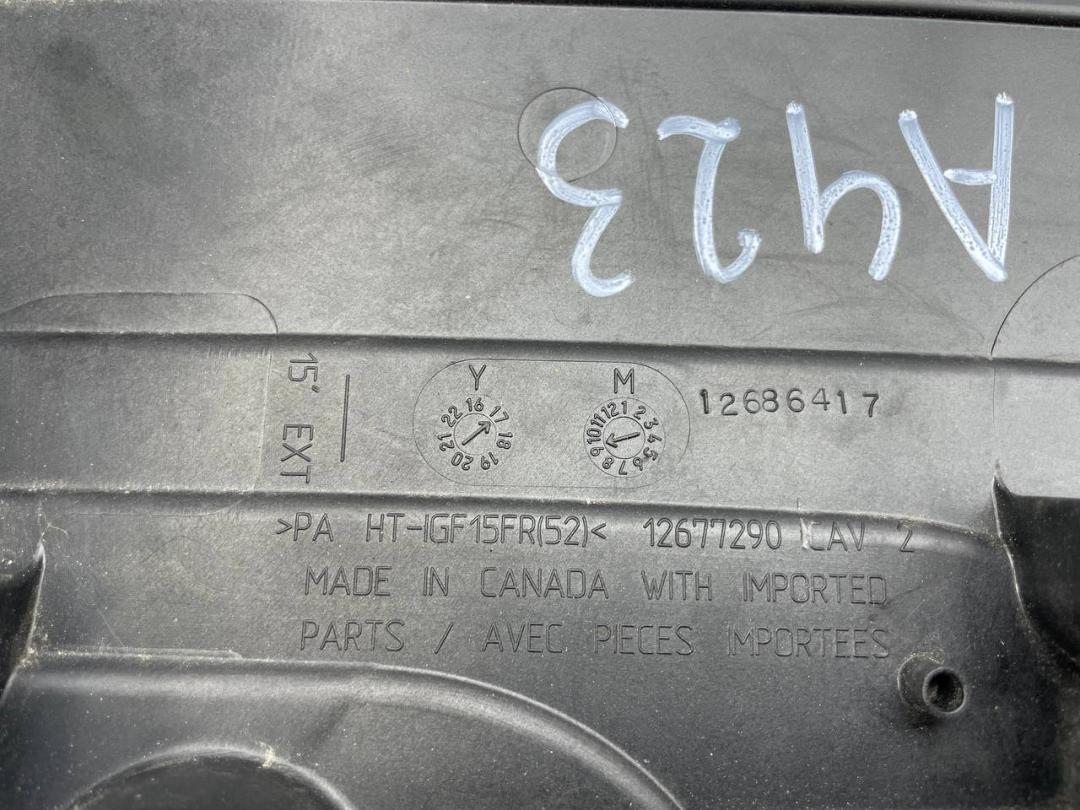 A423
15' EXT
Y
16 17 18 19 20 21 22
M
1 2 3 4 5 6 7 8 9 10 11 12
12686417
>PA HT-IGF15FR(52)< 12677290 CAV 2
MADE IN CANADA WITH IMPORTED
PARTS / AVEC PIECES IMPORTEES